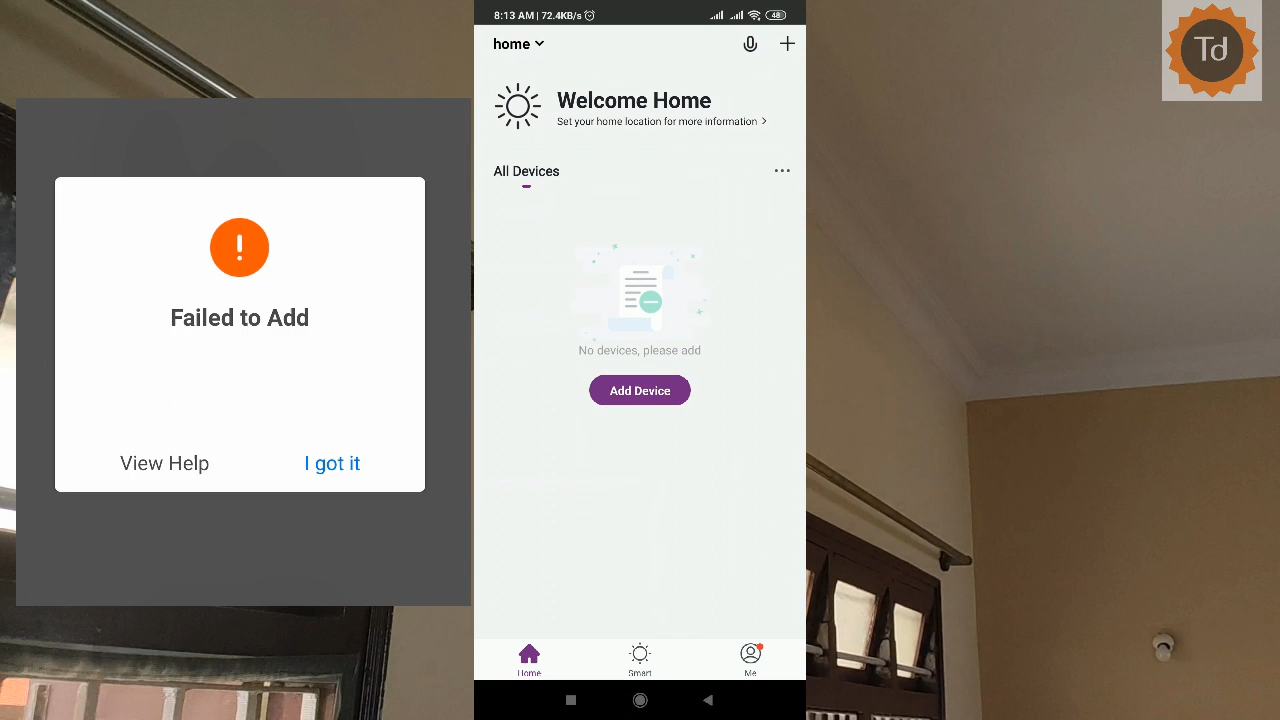 Failed to Add
View Help
I got it
8:13 AM | 72.4KB/s
48
home
Welcome Home
Set your home location for more information >
All Devices
No devices, please add
Add Device
Home
Smart
Me
Td